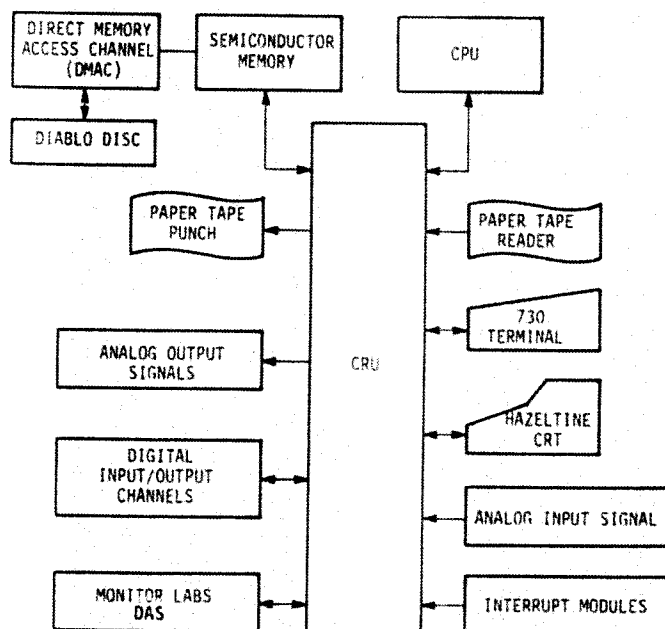 DIRECT MEMORY
ACCESS CHANNEL
(DMAC)
SEMICONDUCTOR
MEMORY
CPU
DIABLO DISC
PAPER TAPE
PUNCH
PAPER TAPE
READER
730
TERMINAL
ANALOG OUTPUT
SIGNALS
CRU
HAZELTINE
CRT
DIGITAL
INPUT/OUTPUT
CHANNELS
ANALOG INPUT SIGNAL
MONITOR LABS
DAS
INTERRUPT MODULES